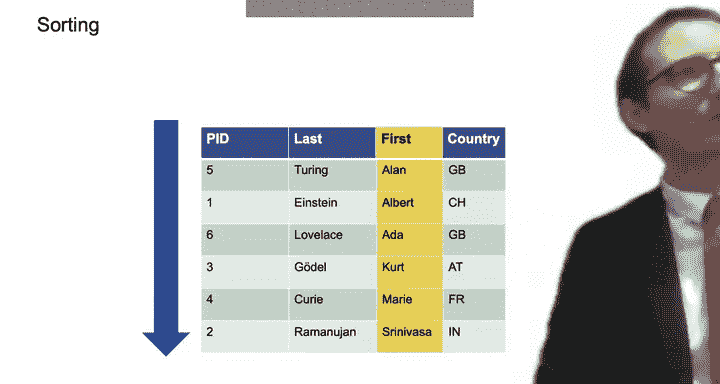 Sorting
PID Last First Country
5 Turing Alan GB
1 Einstein Albert CH
6 Lovelace Ada GB
3 Gödel Kurt AT
4 Curie Marie FR
2 Ramanujan Srinivasa IN